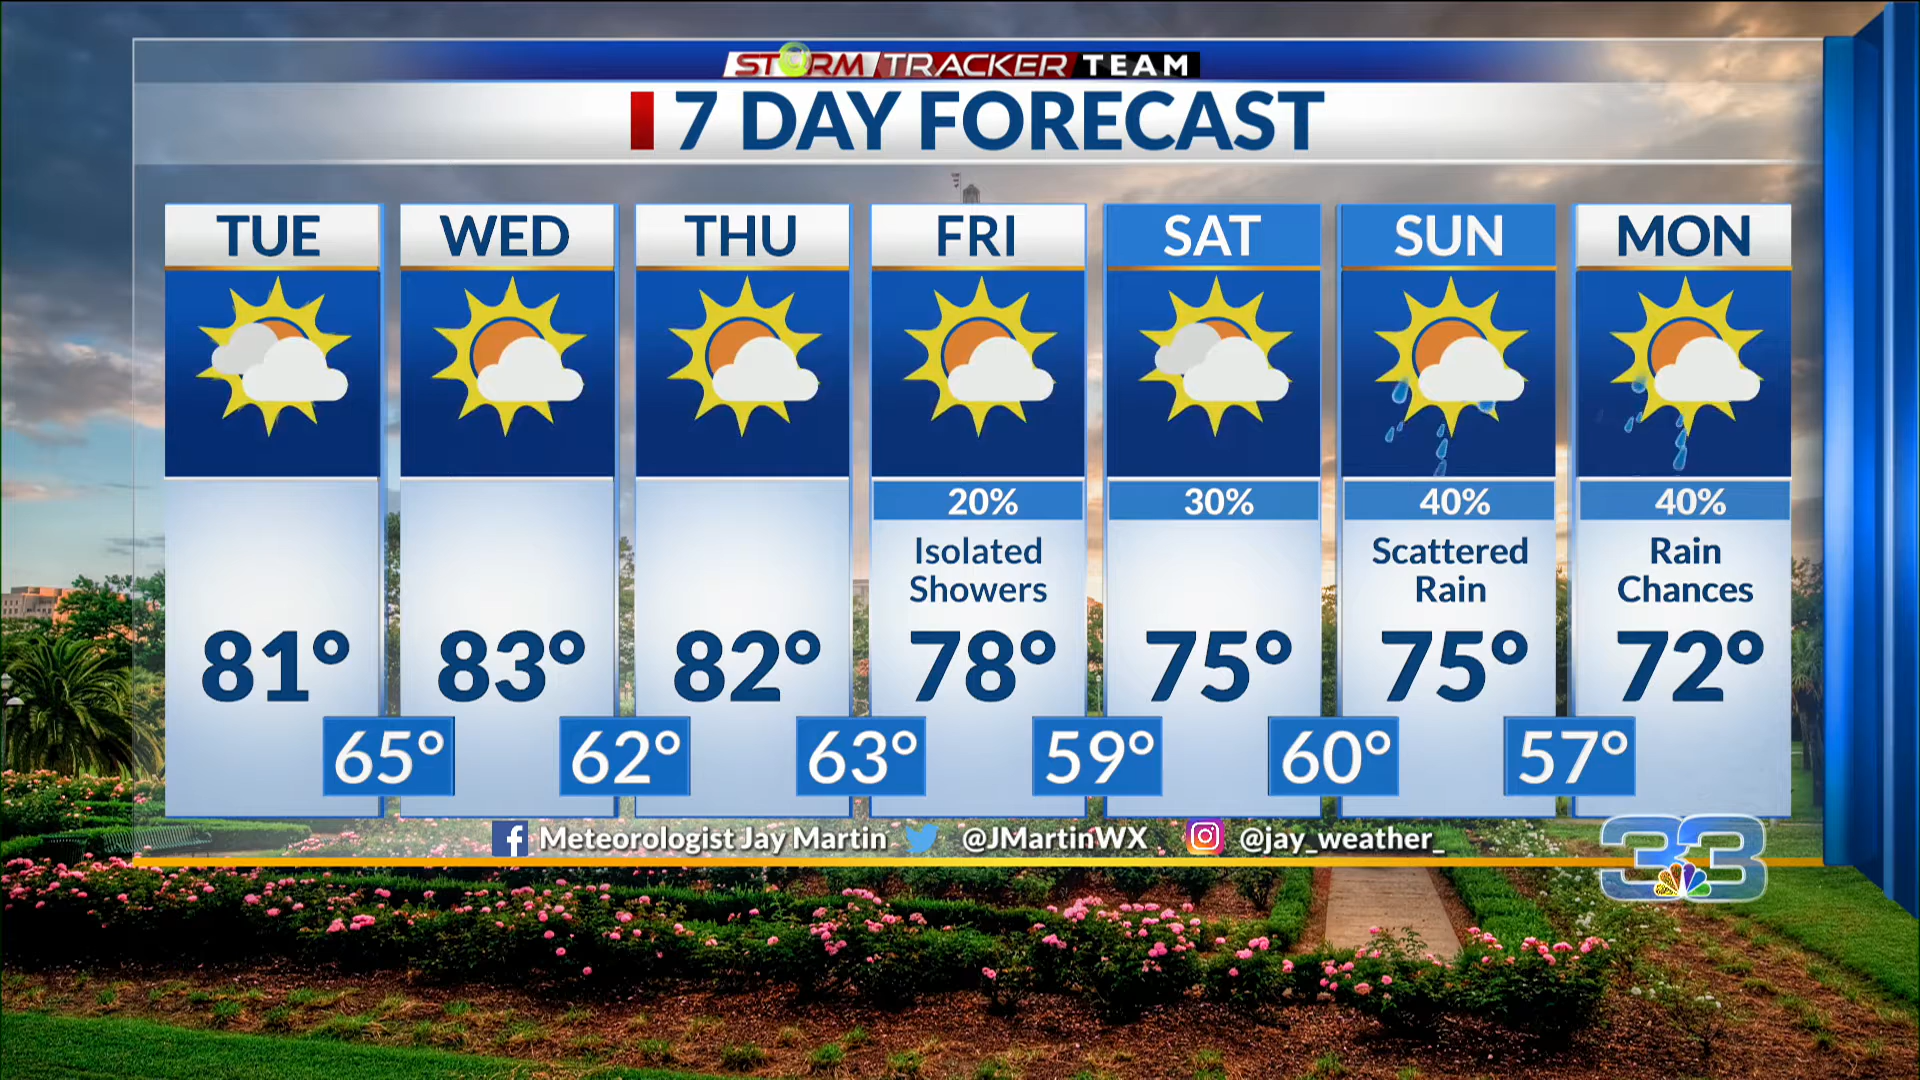 STORM TRACKER TEAM
7 DAY FORECAST
TUE WED THU FRI SAT SUN MON
20% 30% 40% 40%
Isolated Scattered Rain
Showers Rain Chances
81° 83° 82° 78° 75° 75° 72°
65° 62° 63° 59° 60° 57°
f Meteorologist Jay Martin @JMartinWX @jay_weather_
33